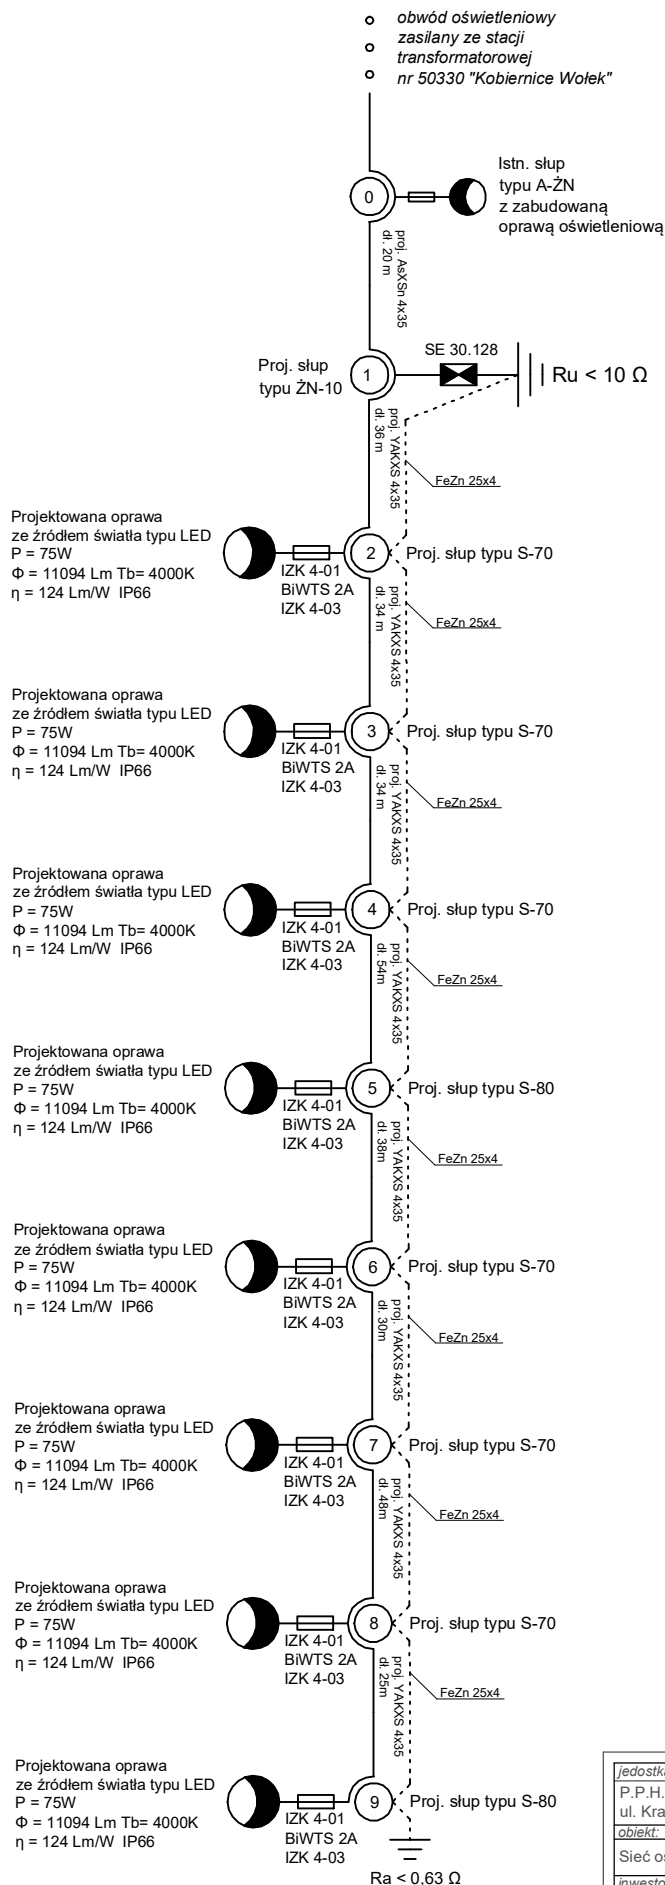 obwód oświetleniowy
zasilany ze stacji
transformatorowej
nr 50330 "Kobiernice Wołek"
0
Istn. słup
typu A-ŻN
z zabudowaną
oprawą oświetleniową
proj. AsXSn 4x35
dł. 20 m
Proj. słup
typu ŻN-10
1
SE 30.128
Ru < 10 Ω
proj. YAKXS 4x35
dł. 36 m
FeZn 25x4
Projektowana oprawa
ze źródłem światła typu LED
P = 75W
Φ = 11094 Lm Tb= 4000K
η = 124 Lm/W IP66
IZK 4-01
BiWTS 2A
IZK 4-03
2
Proj. słup typu S-70
proj. YAKXS 4x35
dł. 34 m
FeZn 25x4
Projektowana oprawa
ze źródłem światła typu LED
P = 75W
Φ = 11094 Lm Tb= 4000K
η = 124 Lm/W IP66
IZK 4-01
BiWTS 2A
IZK 4-03
3
Proj. słup typu S-70
proj. YAKXS 4x35
dł. 34 m
FeZn 25x4
Projektowana oprawa
ze źródłem światła typu LED
P = 75W
Φ = 11094 Lm Tb= 4000K
η = 124 Lm/W IP66
IZK 4-01
BiWTS 2A
IZK 4-03
4
Proj. słup typu S-70
proj. YAKXS 4x35
dł. 54m
FeZn 25x4
Projektowana oprawa
ze źródłem światła typu LED
P = 75W
Φ = 11094 Lm Tb= 4000K
η = 124 Lm/W IP66
IZK 4-01
BiWTS 2A
IZK 4-03
5
Proj. słup typu S-80
proj. YAKXS 4x35
dł. 38m
FeZn 25x4
Projektowana oprawa
ze źródłem światła typu LED
P = 75W
Φ = 11094 Lm Tb= 4000K
η = 124 Lm/W IP66
IZK 4-01
BiWTS 2A
IZK 4-03
6
Proj. słup typu S-70
proj. YAKXS 4x35
dł. 30m
FeZn 25x4
Projektowana oprawa
ze źródłem światła typu LED
P = 75W
Φ = 11094 Lm Tb= 4000K
η = 124 Lm/W IP66
IZK 4-01
BiWTS 2A
IZK 4-03
7
Proj. słup typu S-70
proj. YAKXS 4x35
dł. 48m
FeZn 25x4
Projektowana oprawa
ze źródłem światła typu LED
P = 75W
Φ = 11094 Lm Tb= 4000K
η = 124 Lm/W IP66
IZK 4-01
BiWTS 2A
IZK 4-03
8
Proj. słup typu S-70
proj. YAKXS 4x35
dł. 25m
FeZn 25x4
Projektowana oprawa
ze źródłem światła typu LED
P = 75W
Φ = 11094 Lm Tb= 4000K
η = 124 Lm/W IP66
IZK 4-01
BiWTS 2A
IZK 4-03
9
Proj. słup typu S-80
Ra < 0,63 Ω
P.P.H.
ul.
obiekt:
Sieć